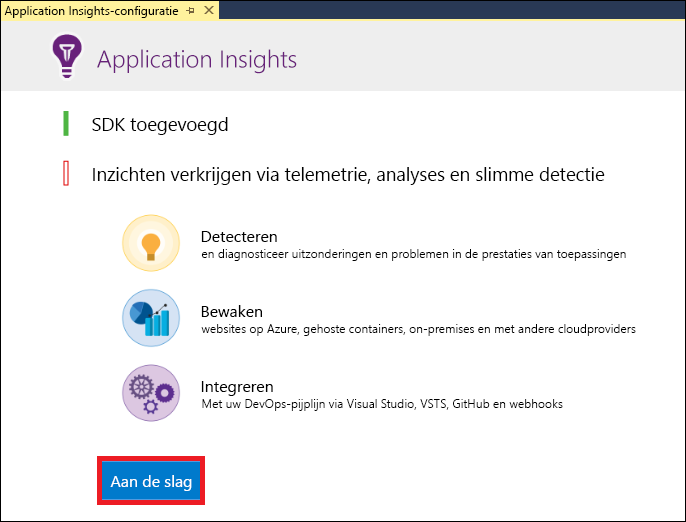 Application Insights-configuratie
Application Insights
SDK toegevoegd
Inzichten verkrijgen via telemetrie, analyses en slimme detectie
Detecteren
en diagnosticeer uitzonderingen en problemen in de prestaties van toepassingen
Bewaken
websites op Azure, gehoste containers, on-premises en met andere cloudproviders
Integreren
Met uw DevOps-pijplijn via Visual Studio, VSTS, GitHub en webhooks
Aan de slag